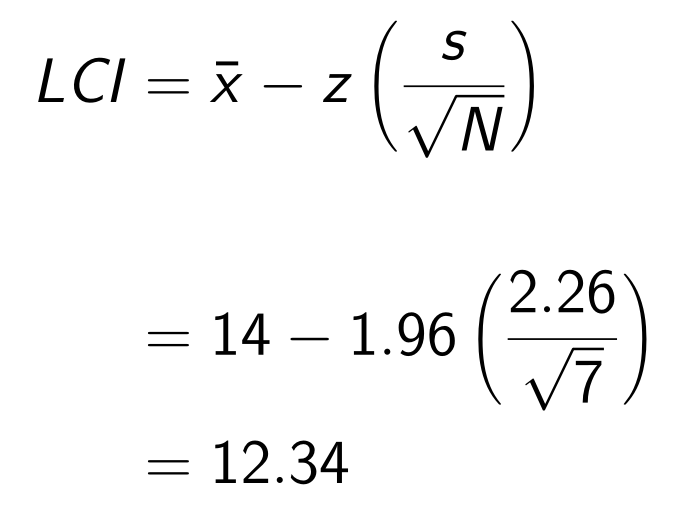 LCI = x̄ − z (s / √N)
= 14 − 1.96 (2.26 / √7)
= 12.34